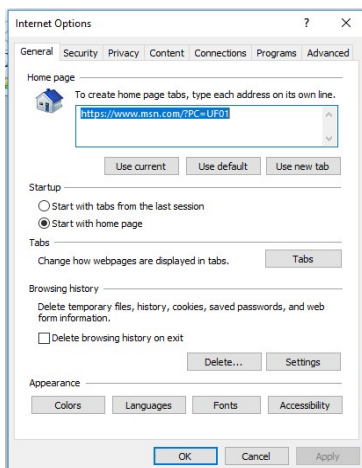 Internet Options ? X
General Security Privacy Content Connections Programs Advanced
Home page
To create home page tabs, type each address on its own line.
https://www.msn.com/?PC=UF01
Use current Use default Use new tab
Startup
Start with tabs from the last session
Start with home page
Tabs
Change how webpages are displayed in tabs. Tabs
Browsing history
Delete temporary files, history, cookies, saved passwords, and web
form information.
Delete browsing history on exit
Delete... Settings
Appearance
Colors Languages Fonts Accessibility
OK Cancel Apply